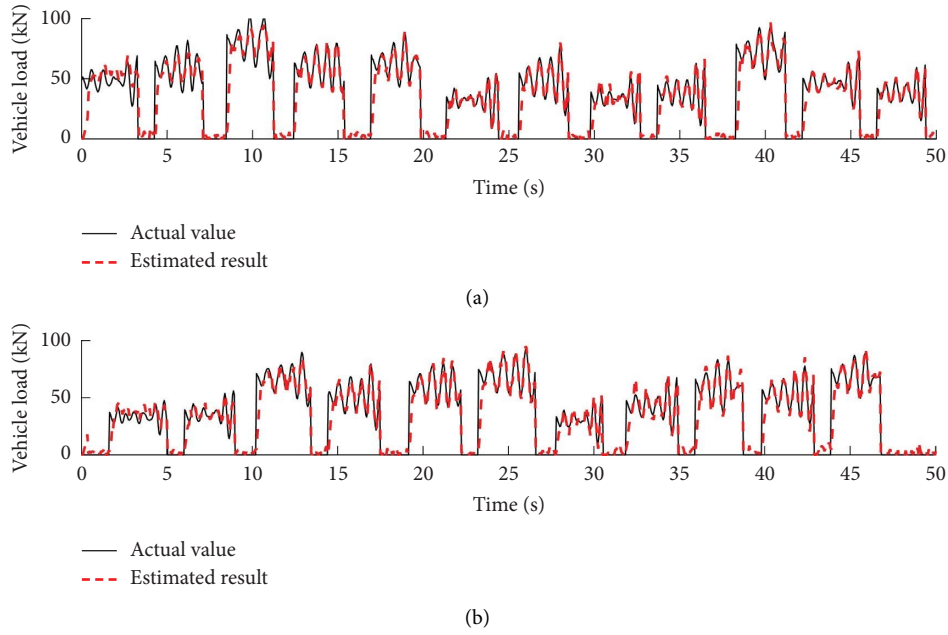 Vehicle load (kN)
100
50
0
0 5 10 15 20 25 30 35 40 45 50
Time (s)
Actual value
Estimated result
(a)
Vehicle load (kN)
100
50
0
0 5 10 15 20 25 30 35 40 45 50
Time (s)
Actual value
Estimated result
(b)